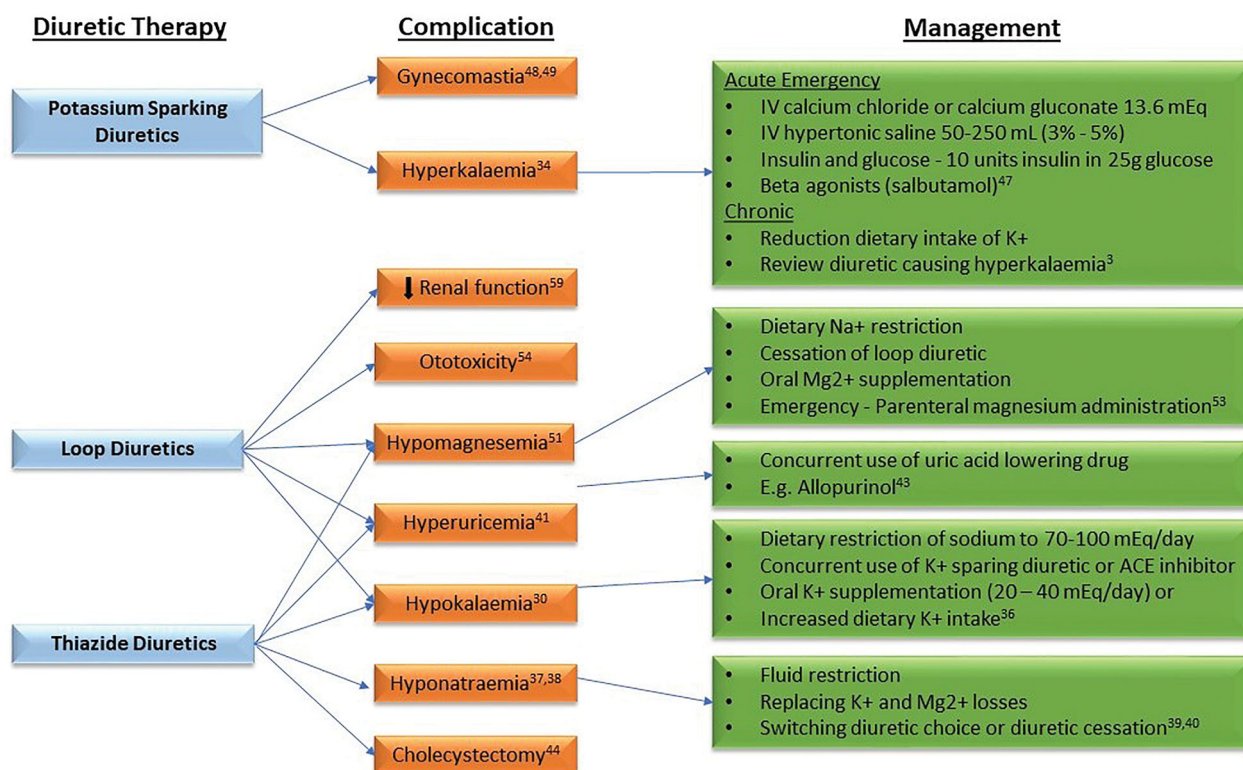 Diuretic Therapy
Complication
Management
Potassium Sparking
Diuretics
Gynecomastia48,49
Hyperkalaemia34
Acute Emergency
• IV calcium chloride or calcium gluconate 13.6 mEq
• IV hypertonic saline 50-250 mL (3% - 5%)
• Insulin and glucose - 10 units insulin in 25g glucose
• Beta agonists (salbutamol)47
Chronic
• Reduction dietary intake of K+
• Review diuretic causing hyperkalaemia3
Loop Diuretics
↓ Renal function59
Ototoxicity54
Hypomagnesemia51
• Dietary Na+ restriction
• Cessation of loop diuretic
• Oral Mg2+ supplementation
• Emergency - Parenteral magnesium administration53
Hyperuricemia41
• Concurrent use of uric acid lowering drug
• E.g. Allopurinol43
Thiazide Diuretics
Hypokalaemia30
• Dietary restriction of sodium to 70-100 mEq/day
• Concurrent use of K+ sparing diuretic or ACE inhibitor
• Oral K+ supplementation (20 – 40 mEq/day) or
• Increased dietary K+ intake36
Hyponatraemia37,38
• Fluid restriction
• Replacing K+ and Mg2+ losses
• Switching diuretic choice or diuretic cessation39,40
Cholecystectomy44